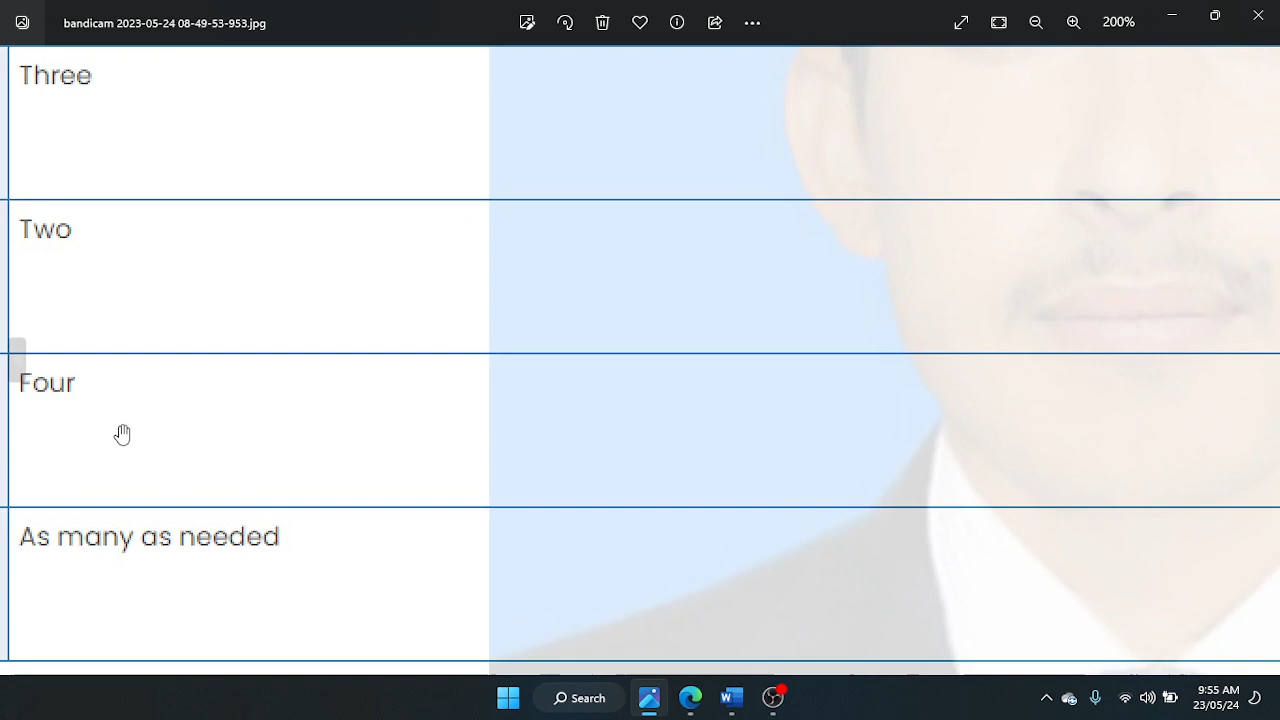 bandicam 2023-05-24 08-49-53-953.jpg
200%
Three
Two
Four
As many as needed
Search
9:55 AM
23/05/24